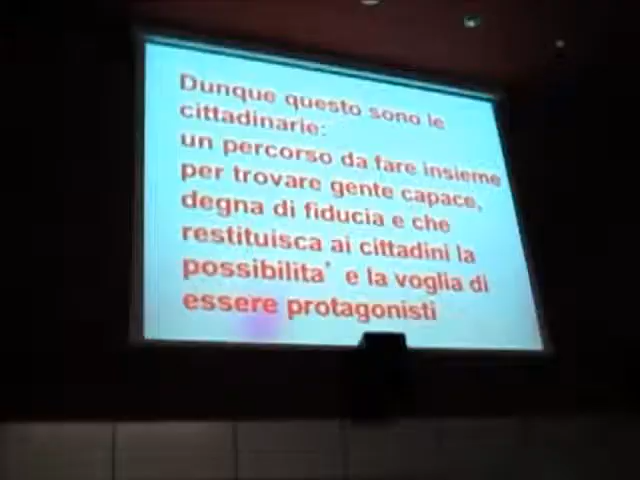 Dunque questo sono le
cittadinarie:
un percorso da fare insieme
per trovare gente capace,
degna di fiducia e che
restituisca ai cittadini la
possibilita' e la voglia di
essere protagonisti